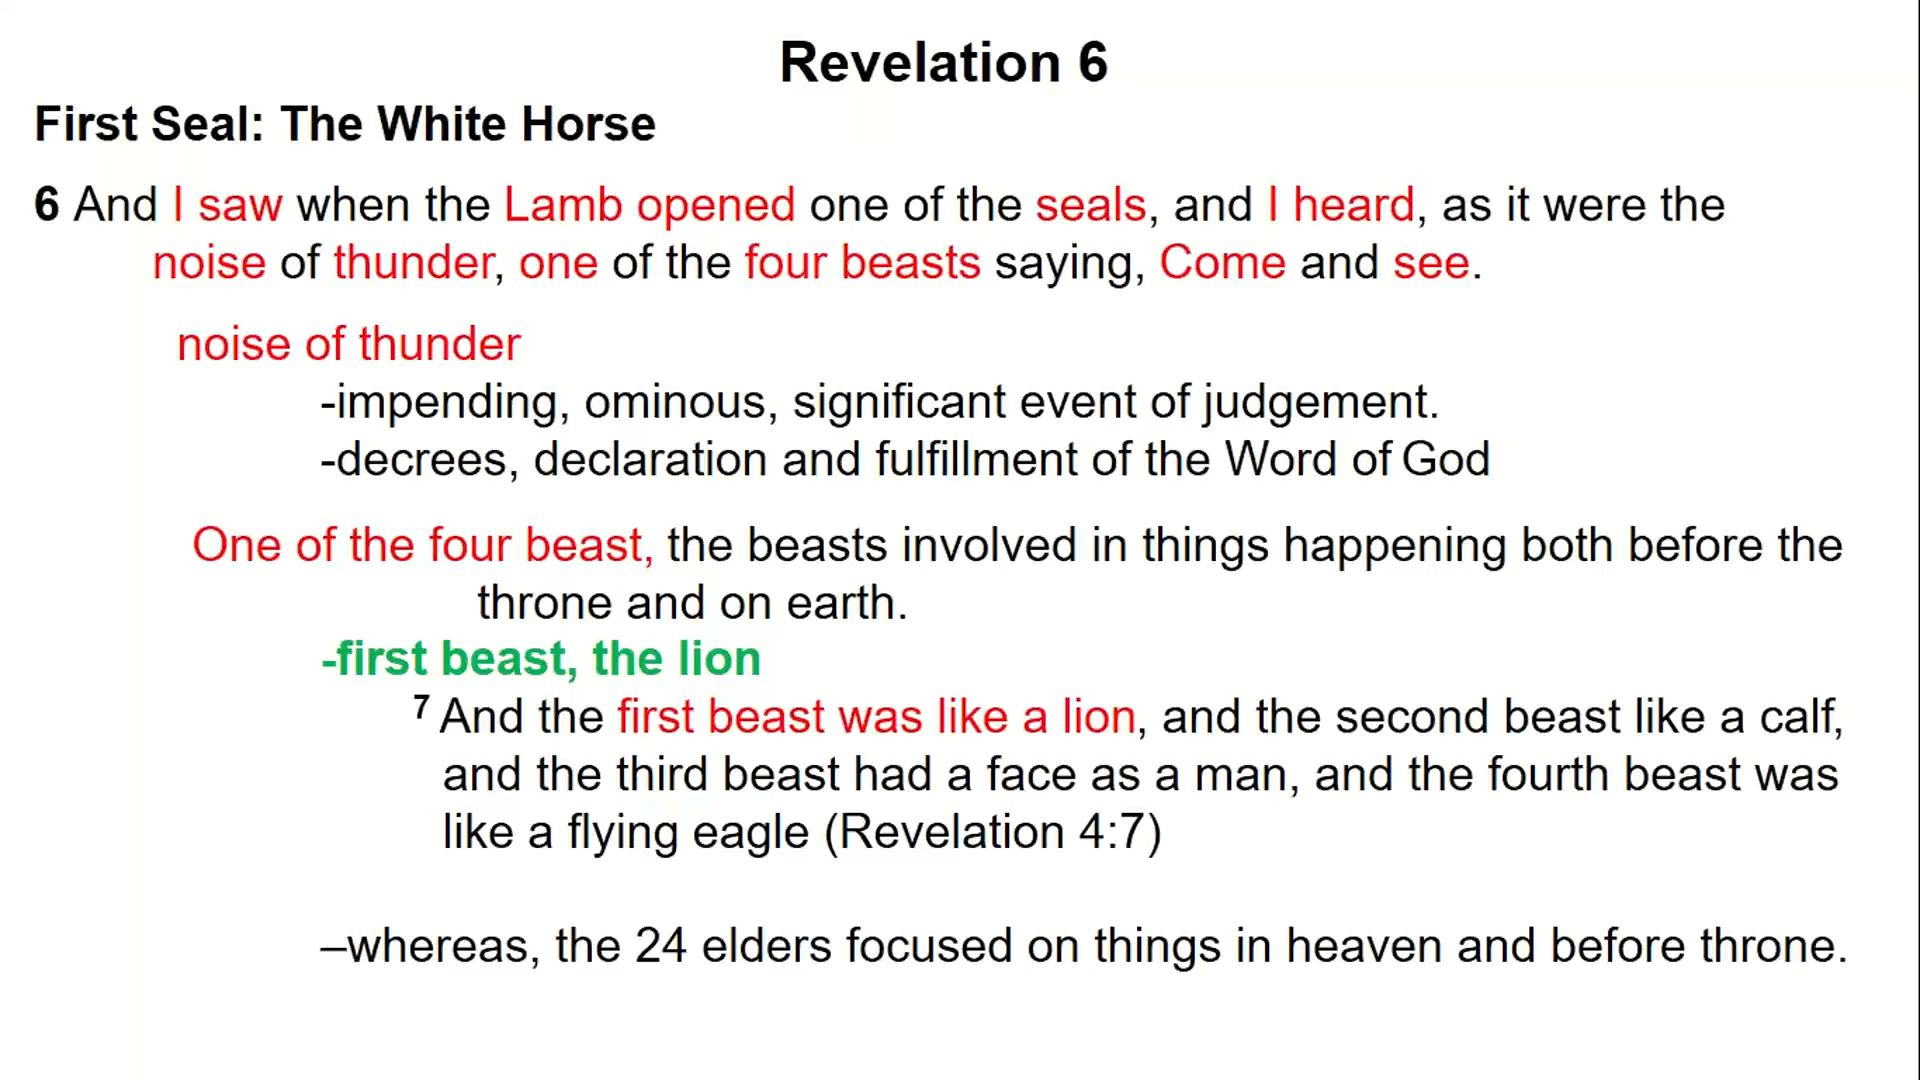 Revelation 6
First Seal: The White Horse
6 And I saw when the Lamb opened one of the seals, and I heard, as it were the
noise of thunder, one of the four beasts saying, Come and see.
noise of thunder
-impending, ominous, significant event of judgement.
-decrees, declaration and fulfillment of the Word of God
One of the four beast, the beasts involved in things happening both before the
throne and on earth.
-first beast, the lion
7 And the first beast was like a lion, and the second beast like a calf,
and the third beast had a face as a man, and the fourth beast was
like a flying eagle (Revelation 4:7)
–whereas, the 24 elders focused on things in heaven and before throne.